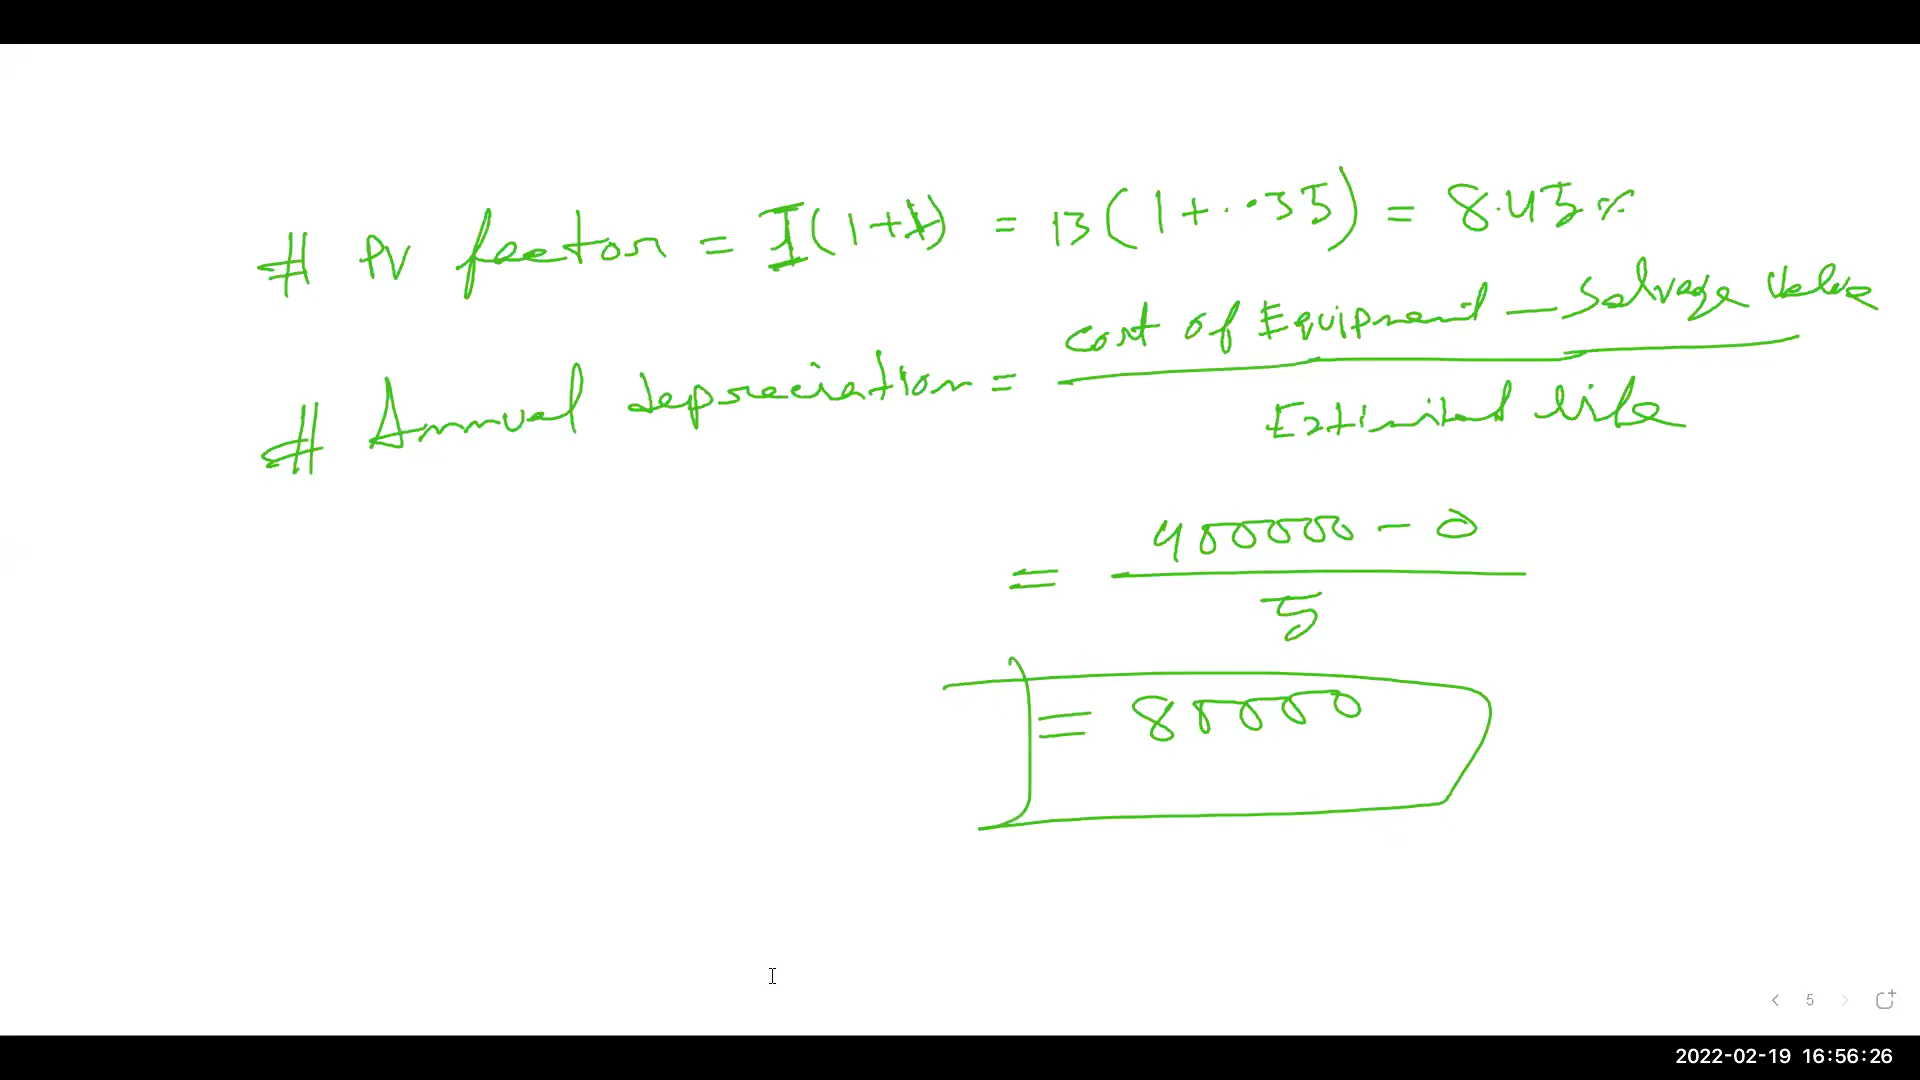 # PV factor = I(1+t) = 13(1+..35) = 8.45%
# Annual depreciation = cost of Equipment – Salvage Value
Estimited life
= 400000 – 0
5
= 80000
5
2022-02-19 16:56:26